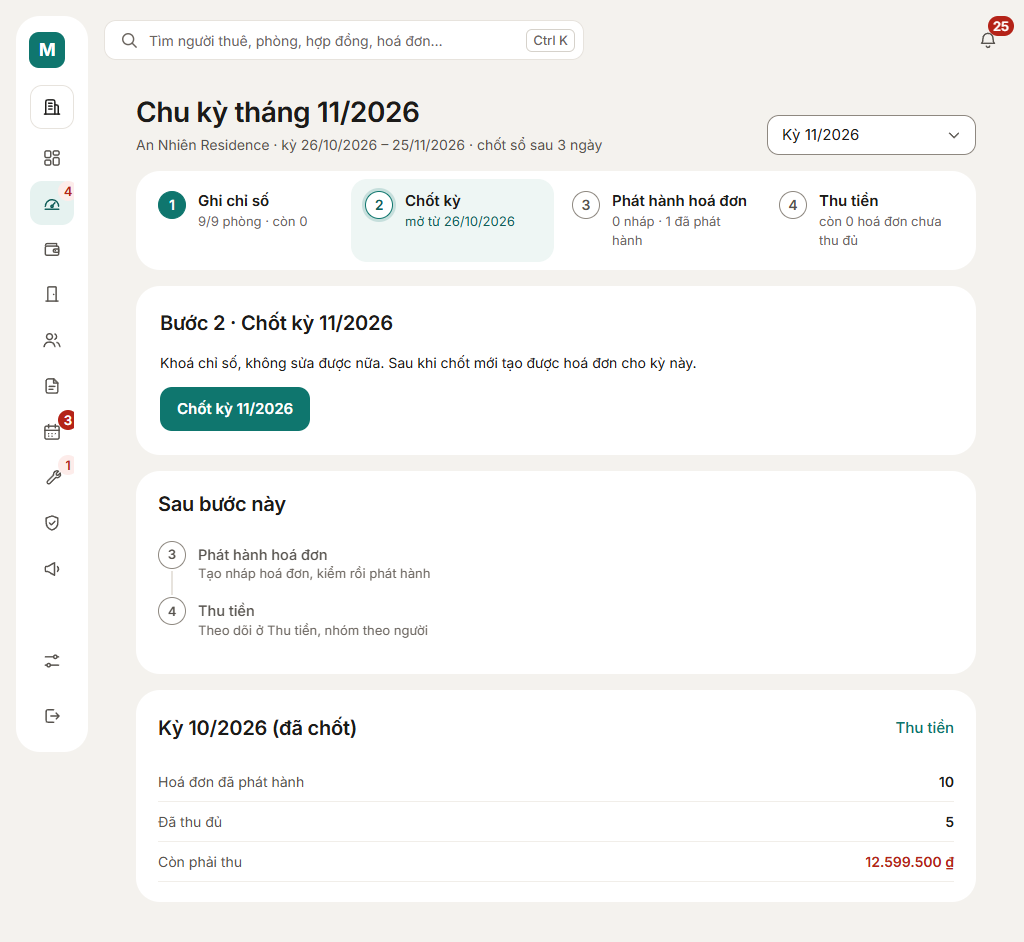 M
Tìm người thuê, phòng, hợp đồng, hoá đơn...
Ctrl K
25
Chu kỳ tháng 11/2026
An Nhiên Residence · kỳ 26/10/2026 – 25/11/2026 · chốt sổ sau 3 ngày
Kỳ 11/2026
4
3
1
1
Ghi chỉ số
9/9 phòng · còn 0
2
Chốt kỳ
mở từ 26/10/2026
3
Phát hành hoá đơn
0 nháp · 1 đã phát
hành
4
Thu tiền
còn 0 hoá đơn chưa
thu đủ
Bước 2 · Chốt kỳ 11/2026
Khoá chỉ số, không sửa được nữa. Sau khi chốt mới tạo được hoá đơn cho kỳ này.
Chốt kỳ 11/2026
Sau bước này
3
Phát hành hoá đơn
Tạo nháp hoá đơn, kiểm rồi phát hành
4
Thu tiền
Theo dõi ở Thu tiền, nhóm theo người
Kỳ 10/2026 (đã chốt)
Thu tiền
Hoá đơn đã phát hành
10
Đã thu đủ
5
Còn phải thu
12.599.500 ₫